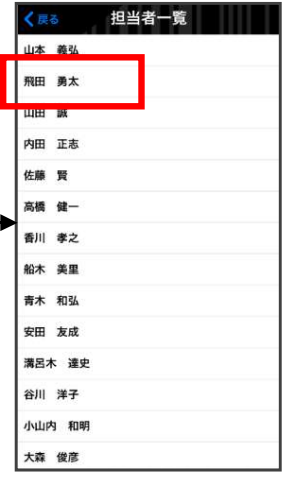 戻る 担当者一覧
山本 義弘
飛田 勇太
山田 誠
内田 正志
佐藤 賢
高橋 健一
香川 孝之
船木 美里
青木 和弘
安田 友成
溝呂木 達史
谷川 洋子
小山内 和明
大森 俊彦